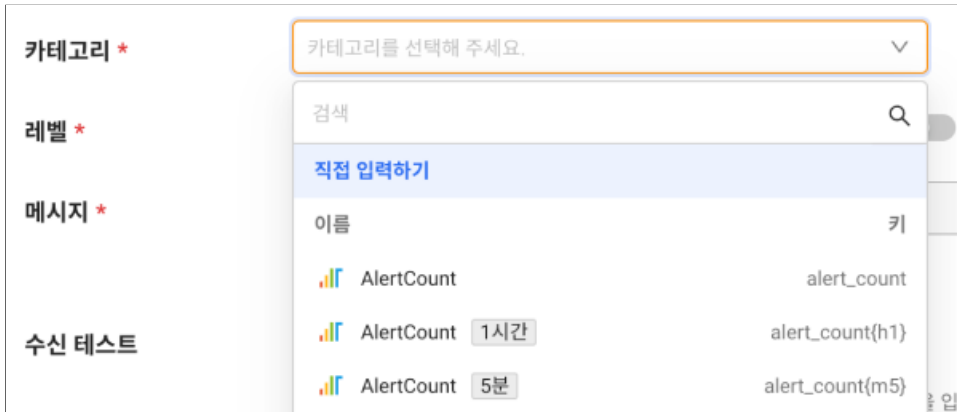 카테고리 *
카테고리를 선택해 주세요.
검색
레벨 *
직접 입력하기
메시지 *
이름 키
AlertCount alert_count
AlertCount 1시간 alert_count{h1}
수신 테스트
AlertCount 5분 alert_count{m5}